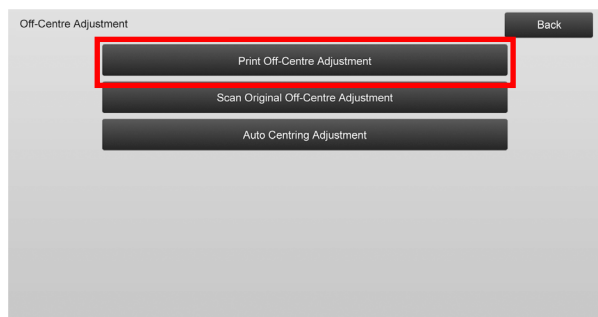 Off-Centre Adjustment
Back
Print Off-Centre Adjustment
Scan Original Off-Centre Adjustment
Auto Centring Adjustment